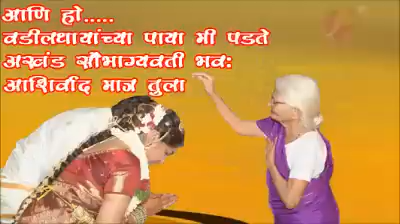 आणि हो.....
वडीलधाऱ्यांच्या पाया मी पडते
अखंड सौभाग्यवती भव:
आशिर्वाद माज तुला